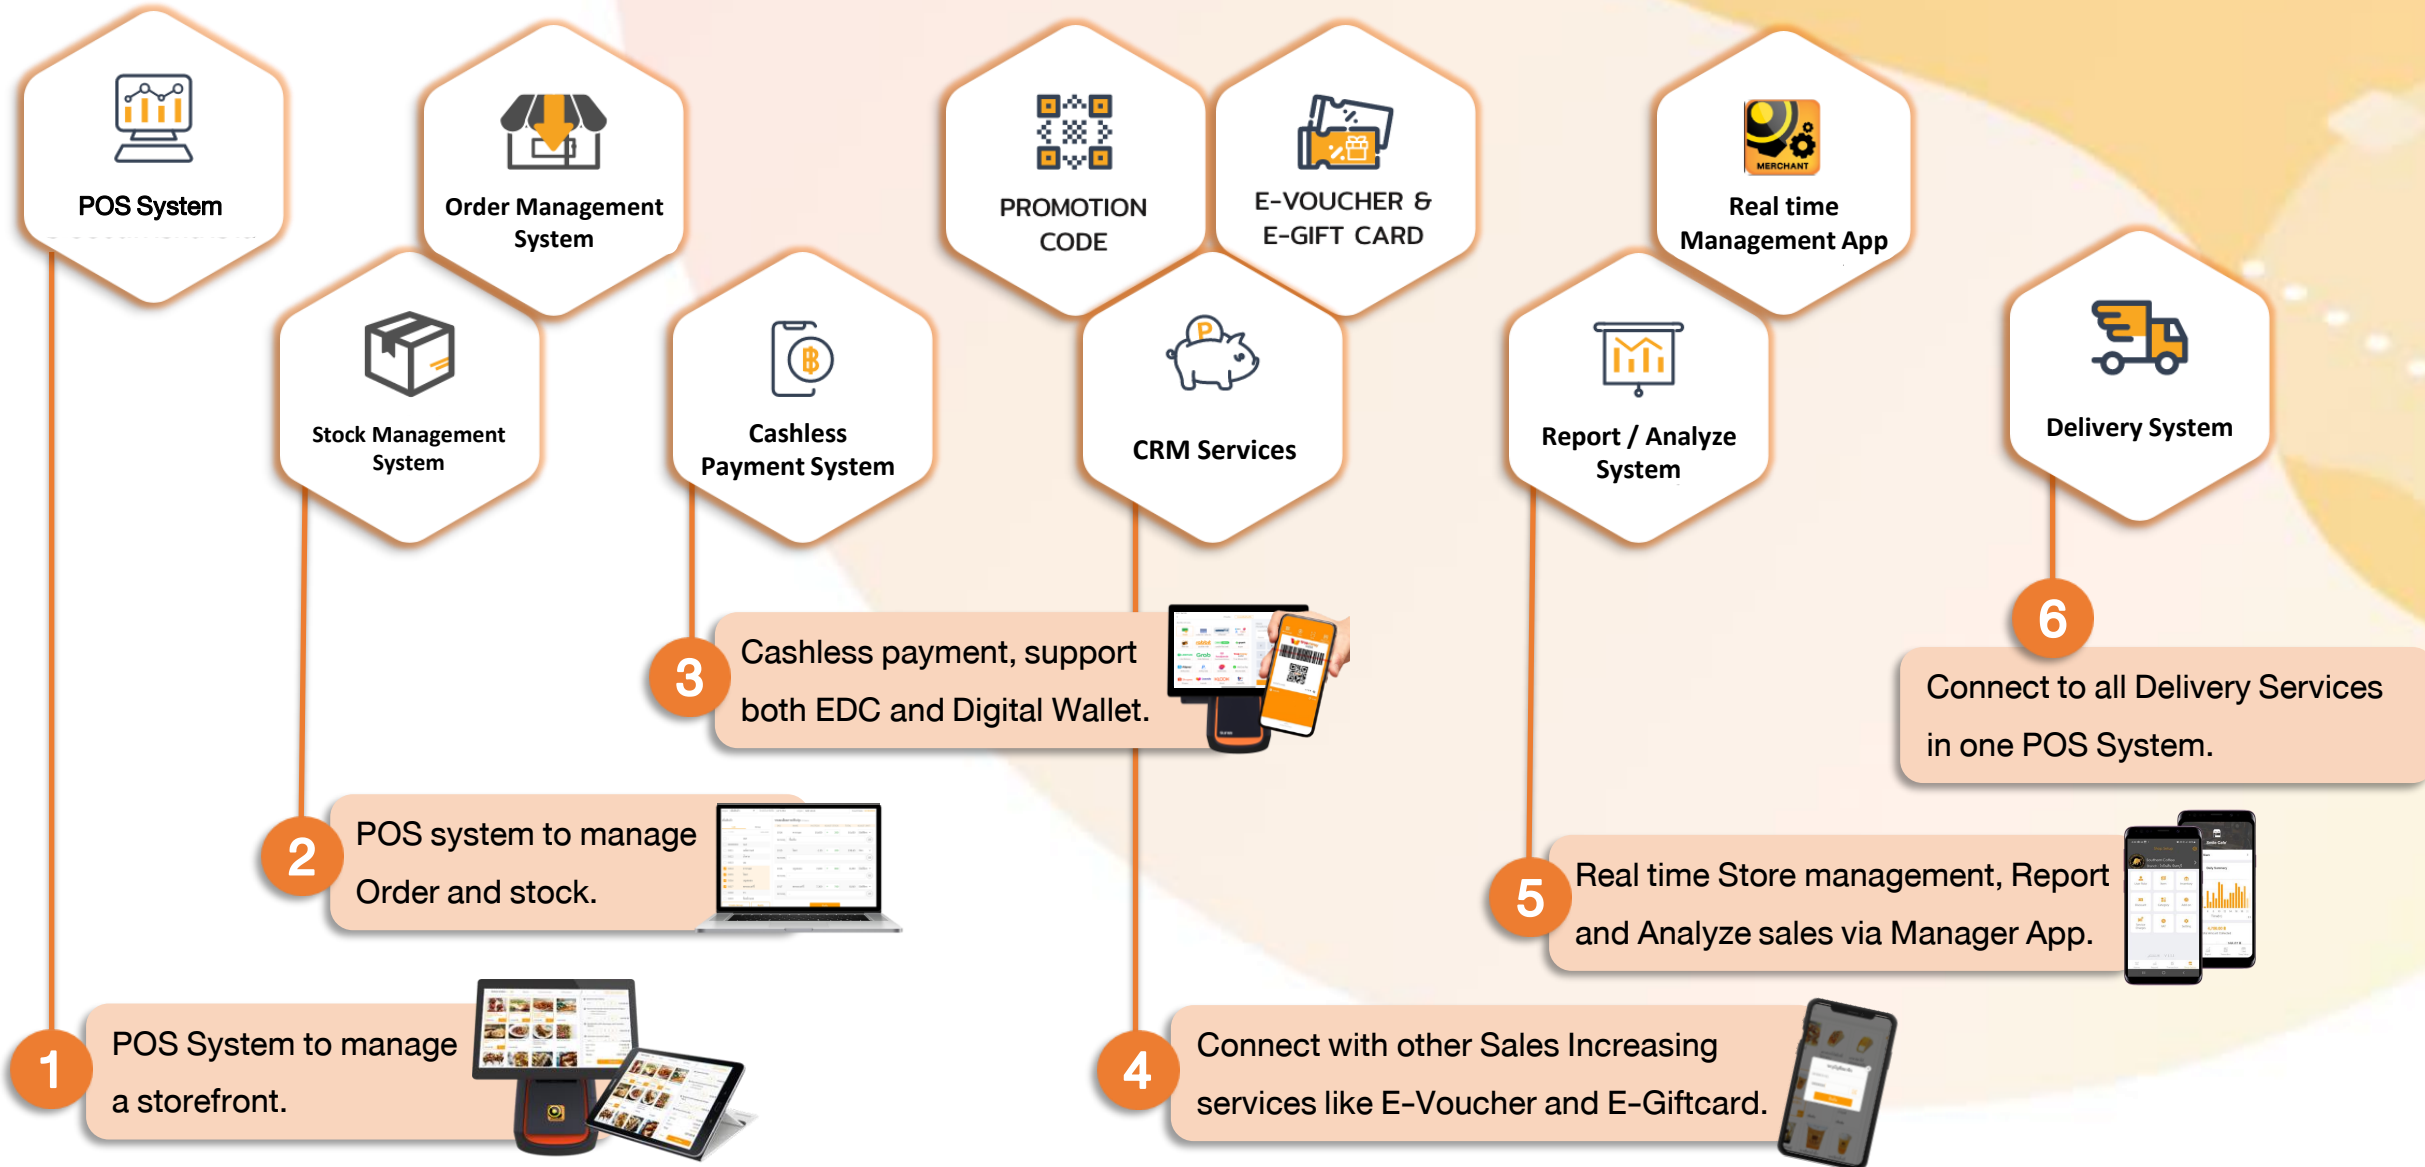 POS System
Order Management
System
PROMOTION
CODE
E-VOUCHER &
E-GIFT CARD
MERCHANT
Real time
Management App
Stock Management
System
Cashless
Payment System
P
CRM Services
Report / Analyze
System
Delivery System
6
Connect to all Delivery Services
in one POS System.
3
Cashless payment, support
both EDC and Digital Wallet.
Grab
2
POS system to manage
Order and stock.
5
Real time Store management, Report
and Analyze sales via Manager App.
1
POS System to manage
a storefront.
4
Connect with other Sales Increasing
services like E-Voucher and E-Giftcard.